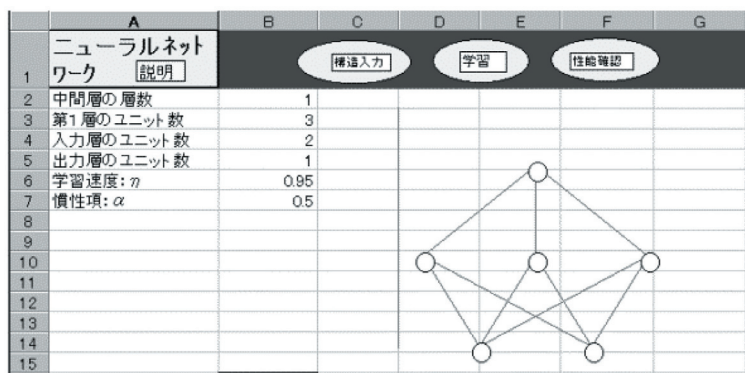 A B C D E F G
1 ニューラルネット
ワーク 説明 構造入力 学習 性能確認
2 中間層の層数 1
3 第1層のユニット数 3
4 入力層のユニット数 2
5 出力層のユニット数 1
6 学習速度:η 0.95
7 慣性項:α 0.5
8
9
10
11
12
13
14
15